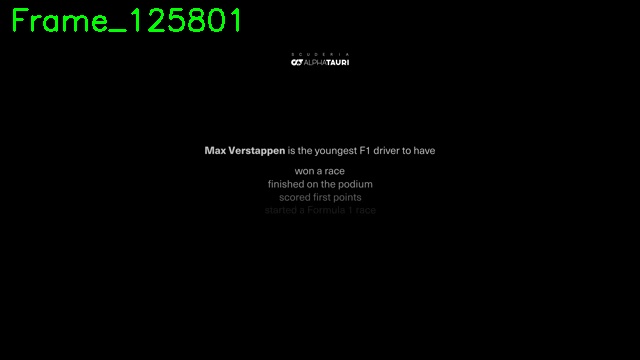 Frame_125801
SCUDERIA
ALPHATAURI
Max Verstappen is the youngest F1 driver to have
won a race
finished on the podium
scored first points
started a Formula 1 race